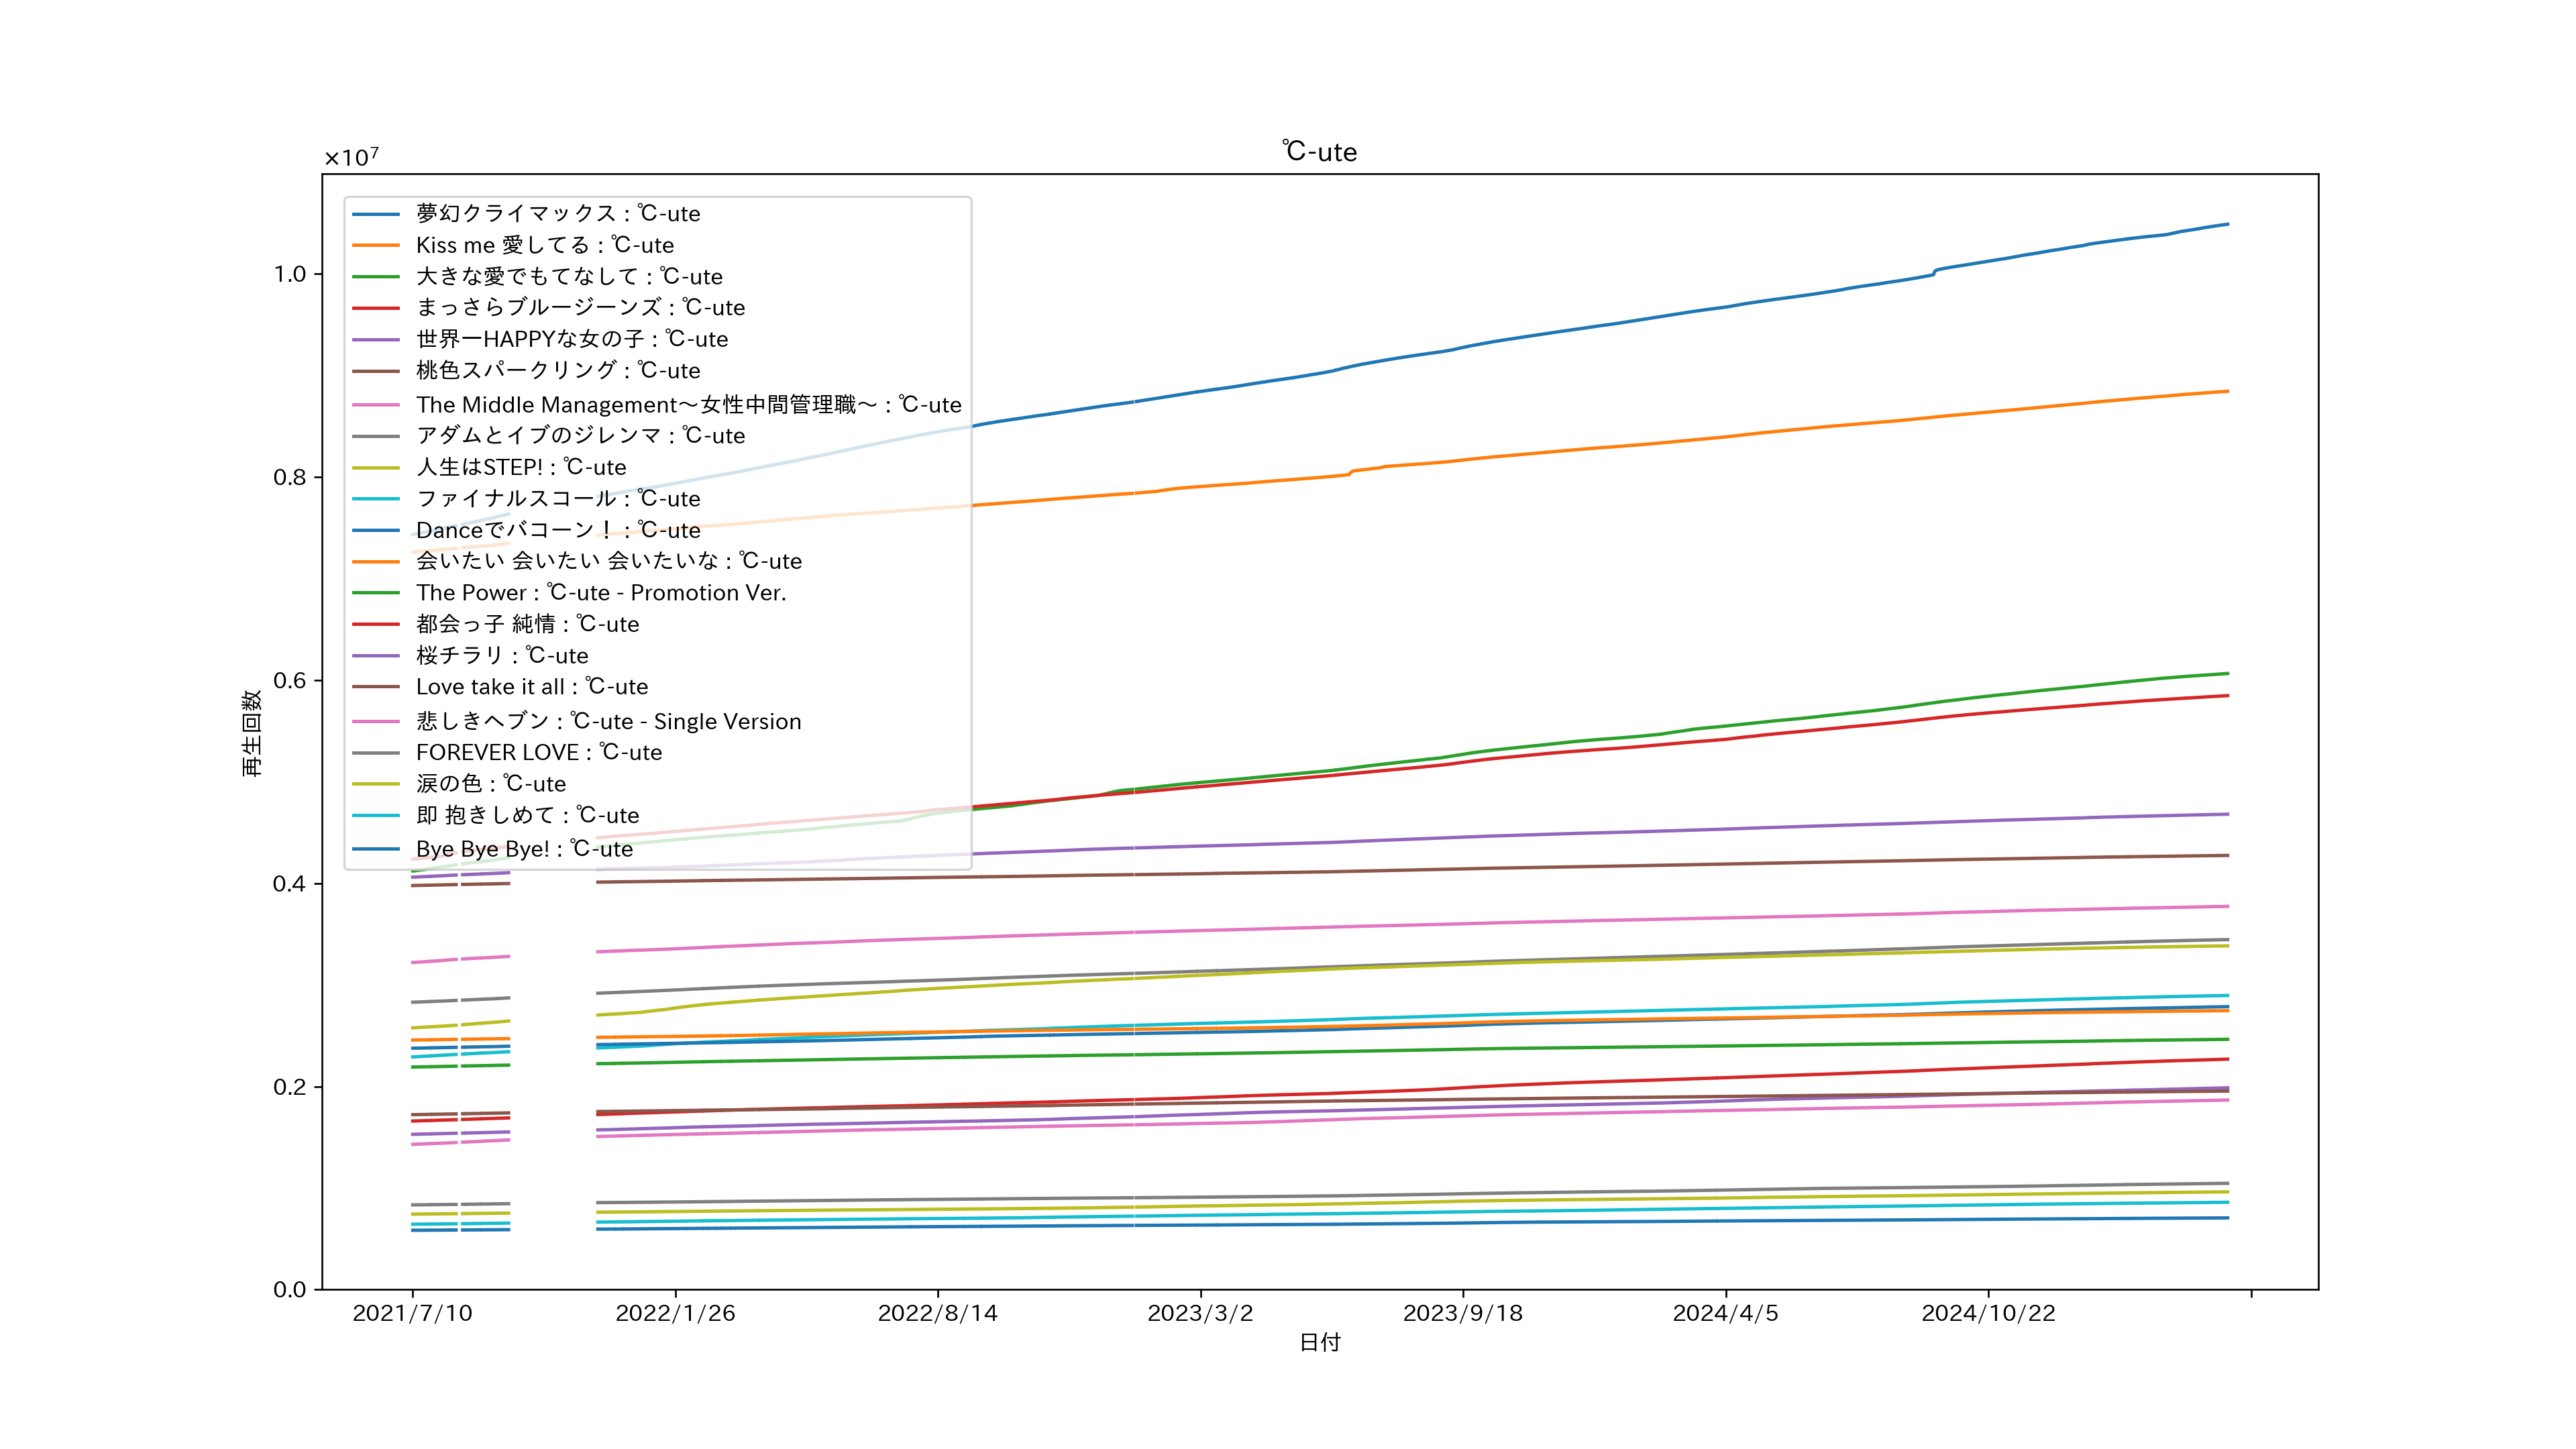 ℃-ute
×10⁷
夢幻クライマックス : ℃-ute
Kiss me 愛してる : ℃-ute
大きな愛でもてなして : ℃-ute
まっさらブルージーンズ : ℃-ute
世界一HAPPYな女の子 : ℃-ute
桃色スパークリング : ℃-ute
The Middle Management～女性中間管理職～ : ℃-ute
アダムとイブのジレンマ : ℃-ute
人生はSTEP! : ℃-ute
ファイナルスコール : ℃-ute
Danceでバコーン！ : ℃-ute
会いたい 会いたい 会いたいな : ℃-ute
The Power : ℃-ute - Promotion Ver.
都会っ子 純情 : ℃-ute
桜チラリ : ℃-ute
Love take it all : ℃-ute
悲しきヘブン : ℃-ute - Single Version
FOREVER LOVE : ℃-ute
涙の色 : ℃-ute
即 抱きしめて : ℃-ute
Bye Bye Bye! : ℃-ute
1.0
0.8
0.6
0.4
0.2
0.0
再生回数
2021/7/10 2022/1/26 2022/8/14 2023/3/2 2023/9/18 2024/4/5 2024/10/22
日付